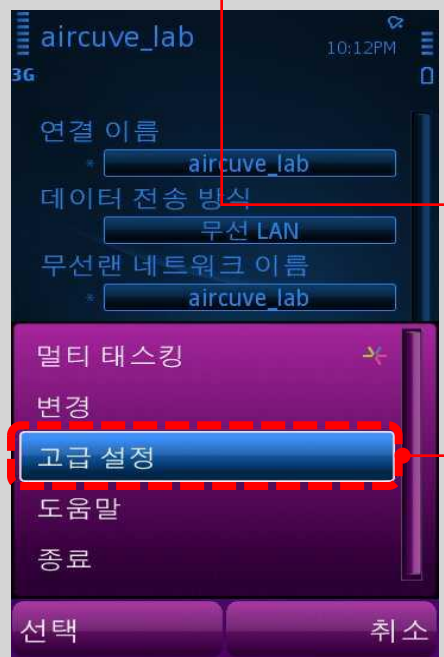 aircuve_lab
10:12PM
3G
연결 이름
* aircuve_lab
데이터 전송 방식
무선 LAN
무선랜 네트워크 이름
* aircuve_lab
멀티 태스킹
변경
고급 설정
도움말
종료
선택 취소